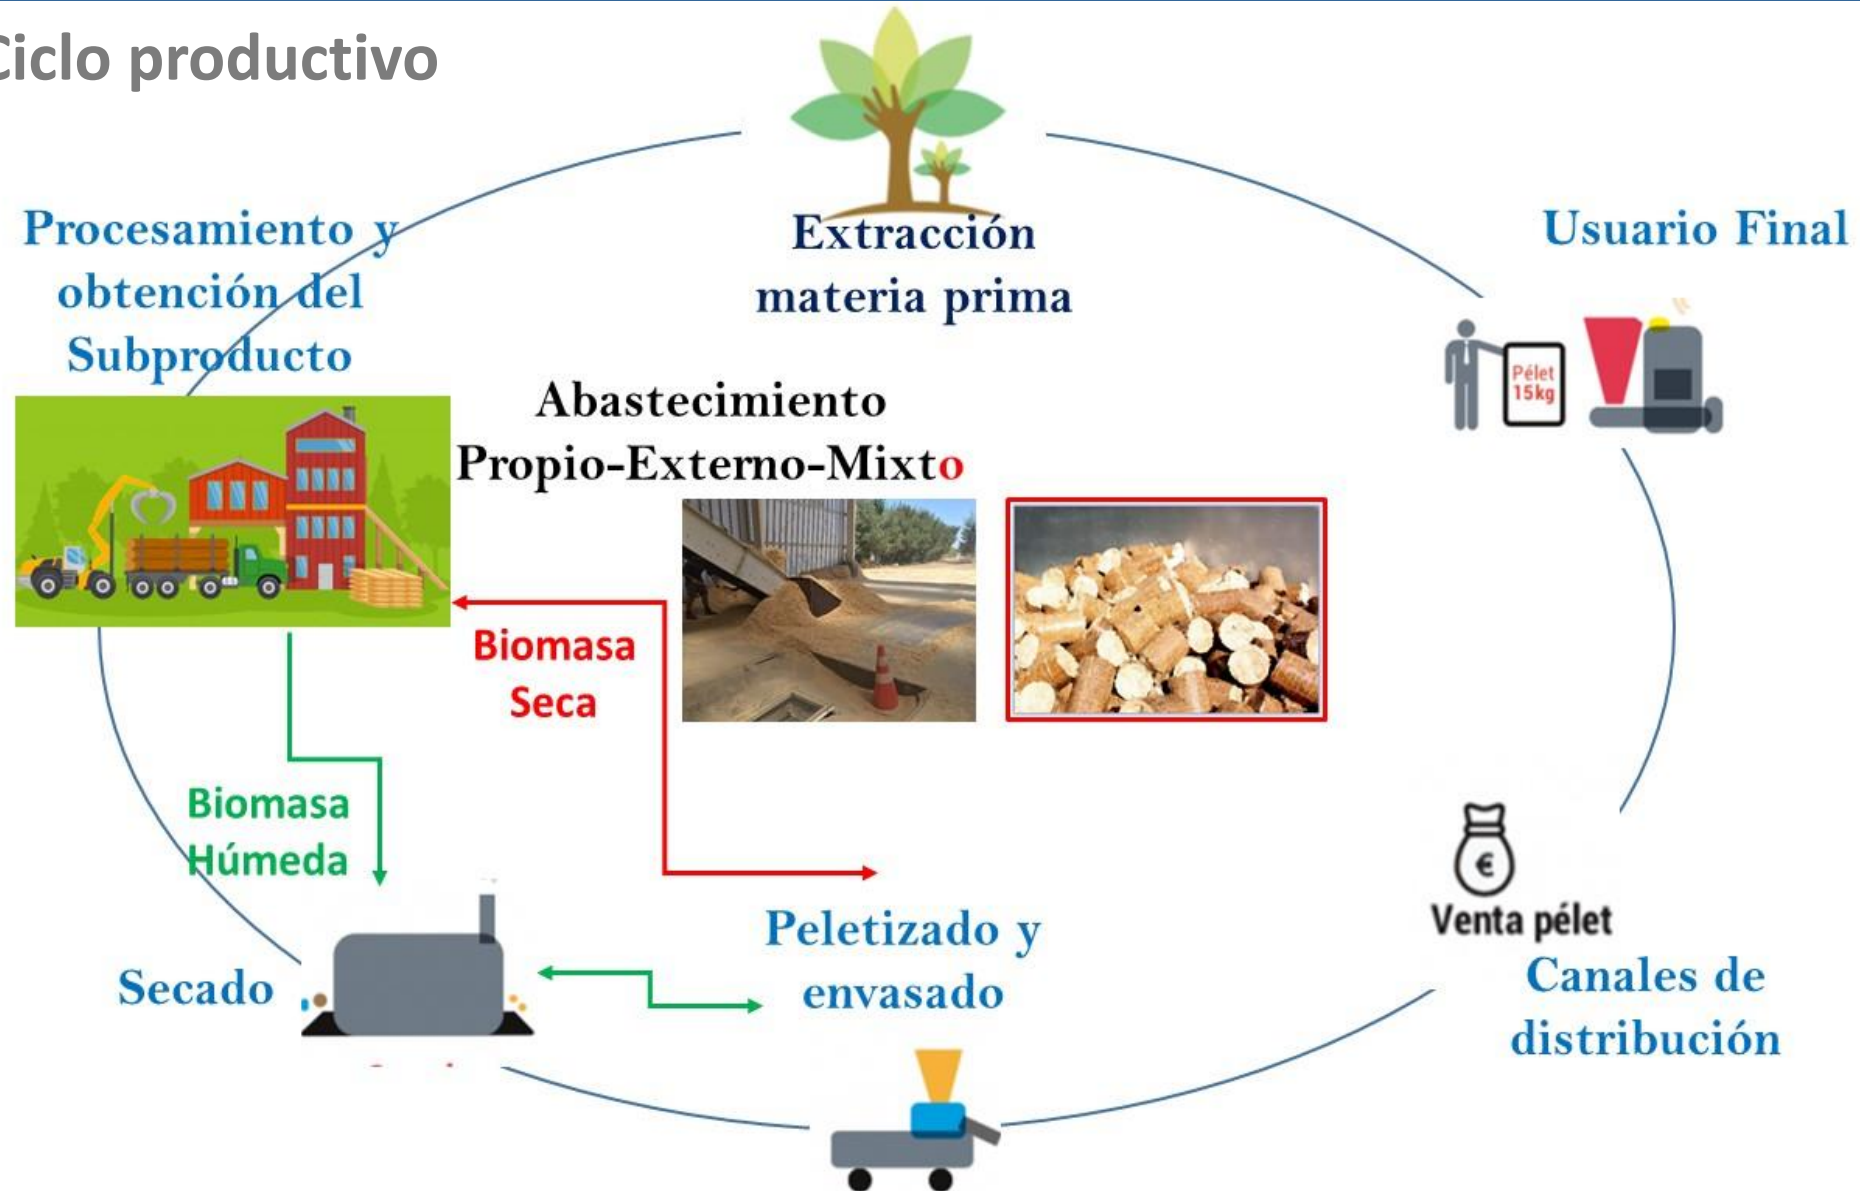 Ciclo productivo
Extracción
materia prima
Procesamiento y
obtención del
Subproducto
Usuario Final
Pélet
15kg
Abastecimiento
Propio-Externo-Mixto
Biomasa
Seca
Biomasa
Húmeda
Secado
Peletizado y
envasado
€
Venta pélet
Canales de
distribución